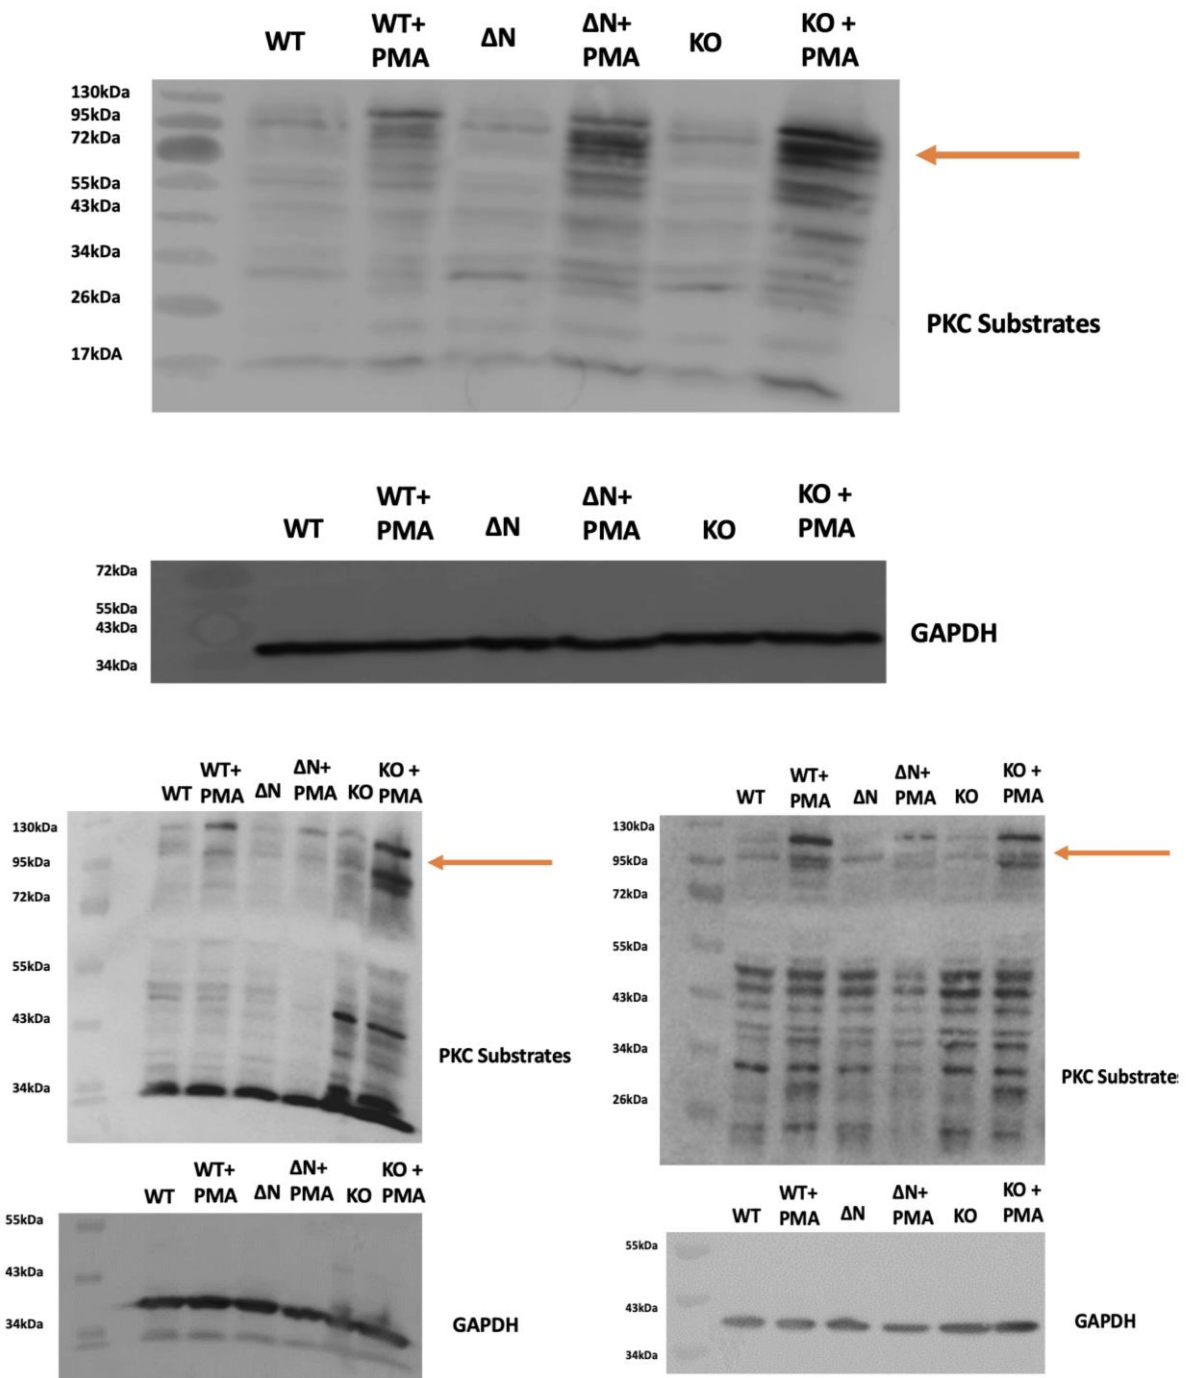 WT WT+ PMA ΔN ΔN+ PMA KO KO + PMA
130kDa
95kDa
72kDa
55kDa
43kDa
34kDa
26kDa
17kDA
PKC Substrates
WT WT+ PMA ΔN ΔN+ PMA KO KO + PMA
72kDa
55kDa
43kDa
34kDa
GAPDH
WT WT+ PMA ΔN ΔN+ PMA KO KO + PMA
130kDa
95kDa
72kDa
55kDa
43kDa
34kDa
PKC Substrates
WT WT+ PMA ΔN ΔN+ PMA KO KO + PMA
55kDa
43kDa
34kDa
GAPDH
WT WT+ PMA ΔN ΔN+ PMA KO KO + PMA
130kDa
95kDa
72kDa
55kDa
43kDa
34kDa
26kDa
PKC Substrates
WT WT+ PMA ΔN ΔN+ PMA KO KO + PMA
55kDa
43kDa
34kDa
GAPDH